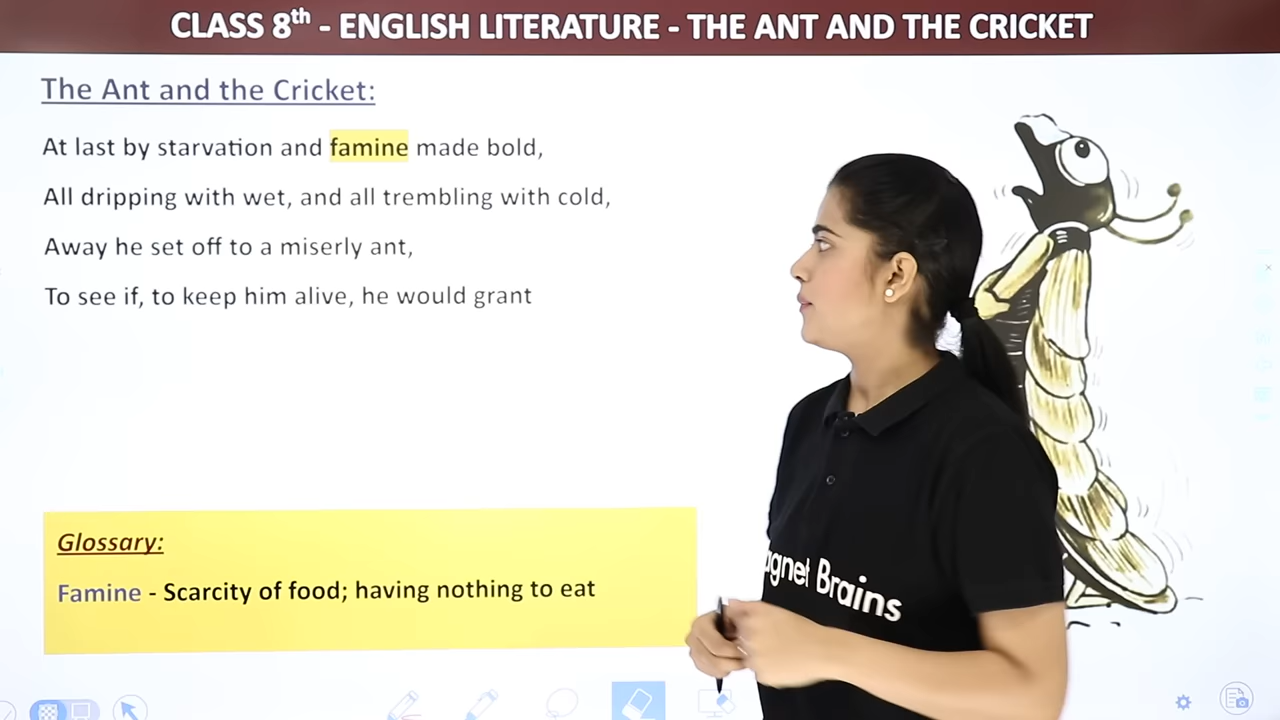 CLASS 8th - ENGLISH LITERATURE - THE ANT AND THE CRICKET
The Ant and the Cricket:
At last by starvation and famine made bold,
All dripping with wet, and all trembling with cold,
Away he set off to a miserly ant,
To see if, to keep him alive, he would grant
Glossary:
Famine - Scarcity of food; having nothing to eat
agnet Brains